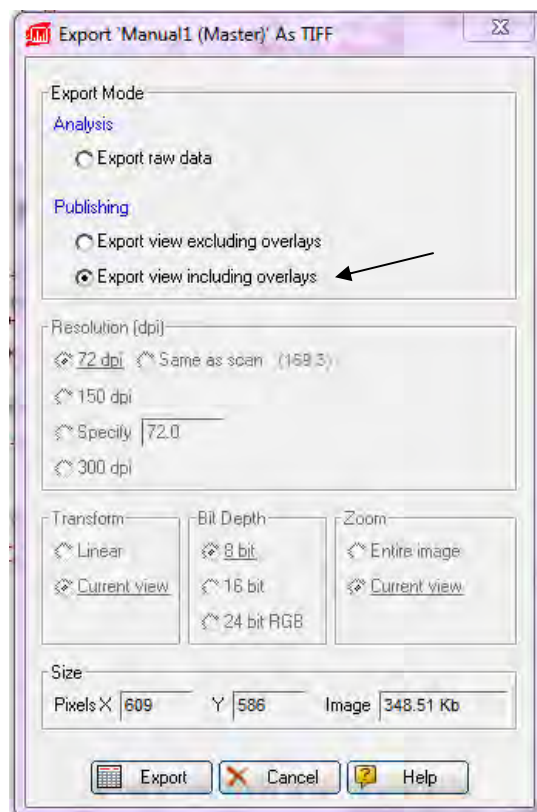 Export 'Manual1 (Master)' As TIFF
Export Mode
Analysis
Export raw data
Publishing
Export view excluding overlays
Export view including overlays
Resolution (dpi)
72 dpi Same as scan (169.3)
150 dpi
Specify 72.0
300 dpi
Transform Bit Depth Zoom
Linear 8 bit Entire image
Current view 16 bit Current view
24 bit RGB
Size
Pixels X 609 Y 586 Image 348.51 Kb
Export Cancel Help